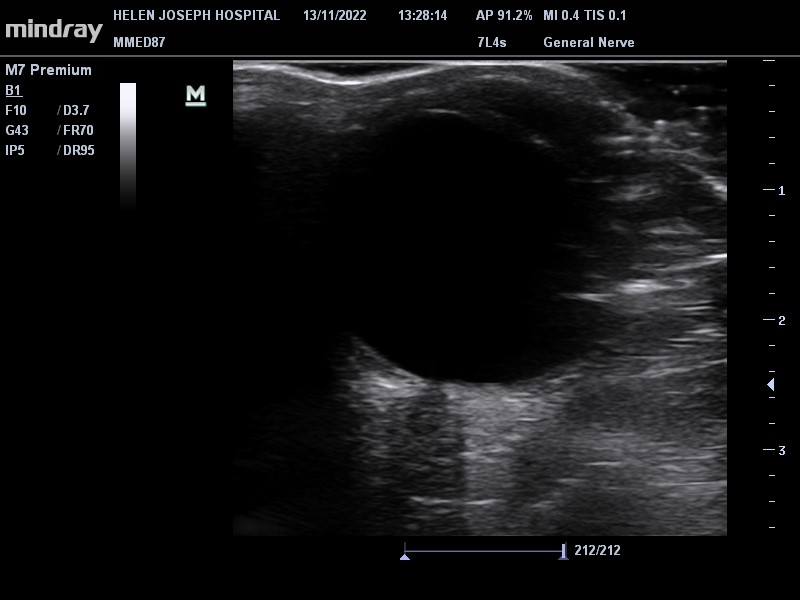 mindray
HELEN JOSEPH HOSPITAL 13/11/2022 13:28:14 AP 91.2% MI 0.4 TIS 0.1
MMED87 7L4s General Nerve
M7 Premium
B1
F10 / D3.7
G43 / FR70
IP5 / DR95
M
1
2
3
212/212